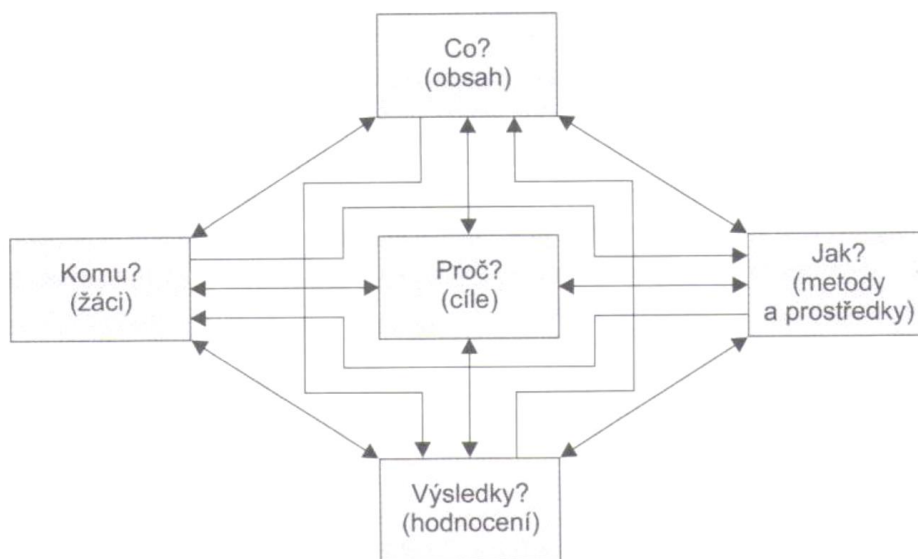 Co?
(obsah)
Komu?
(žáci)
Proč?
(cíle)
Jak?
(metody
a prostředky)
Výsledky?
(hodnocení)